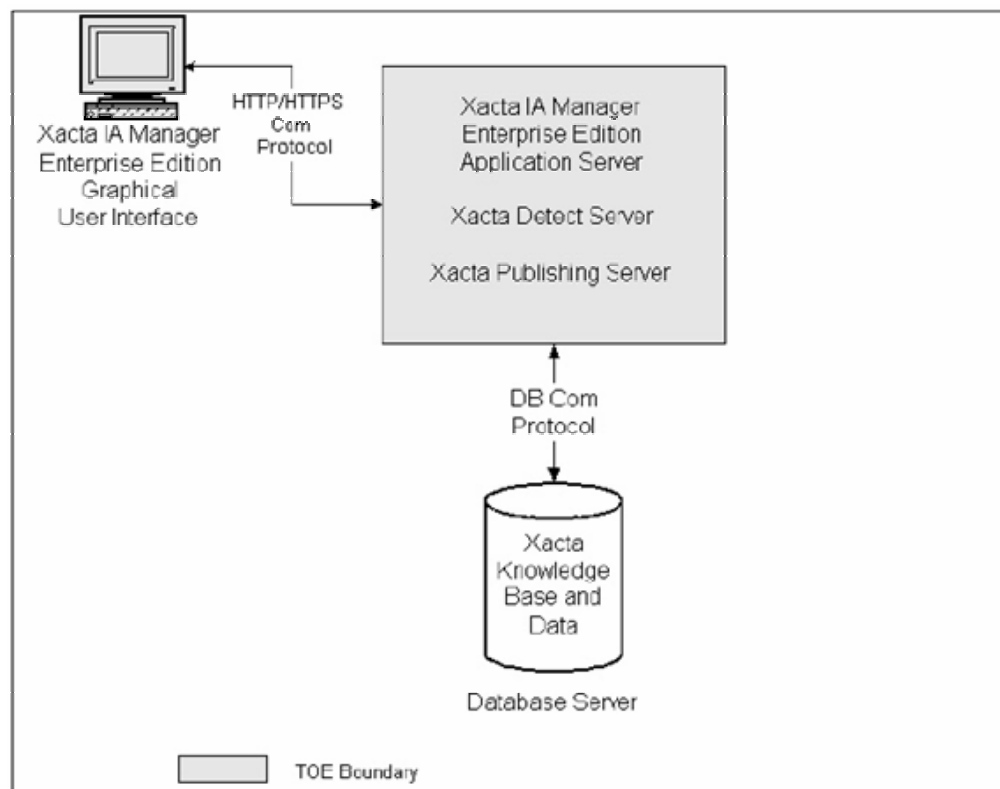 Xacta IA Manager
Enterprise Edition
Graphical
User Interface
HTTP/HTTPS
Com
Protocol
Xacta IA Manager
Enterprise Edition
Application Server
Xacta Detect Server
Xacta Publishing Server
DB Com
Protocol
Xacta
Knowledge
Base and
Data
Database Server
TOE Boundary